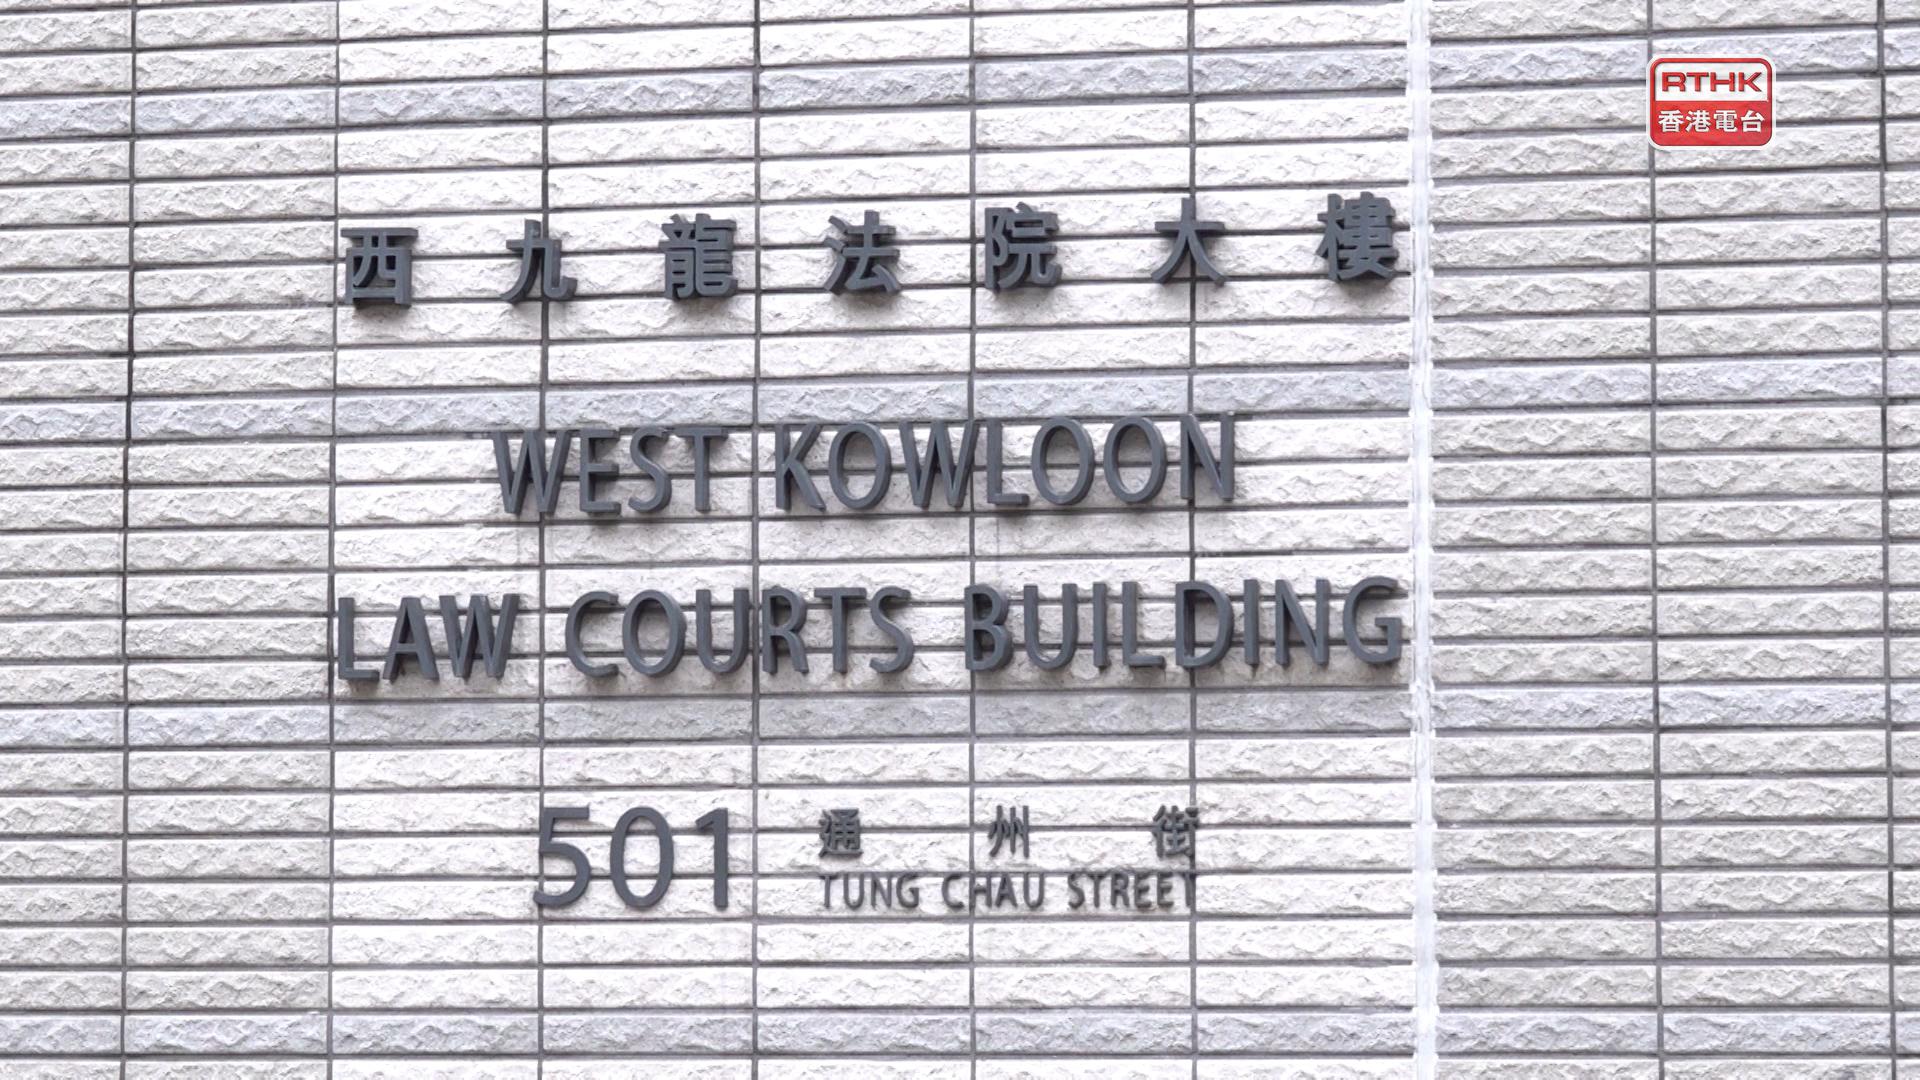 RTHK
香港電台
西九龍法院大樓
WEST KOWLOON
LAW COURTS BUILDING
501 通州街
TUNG CHAU STREET